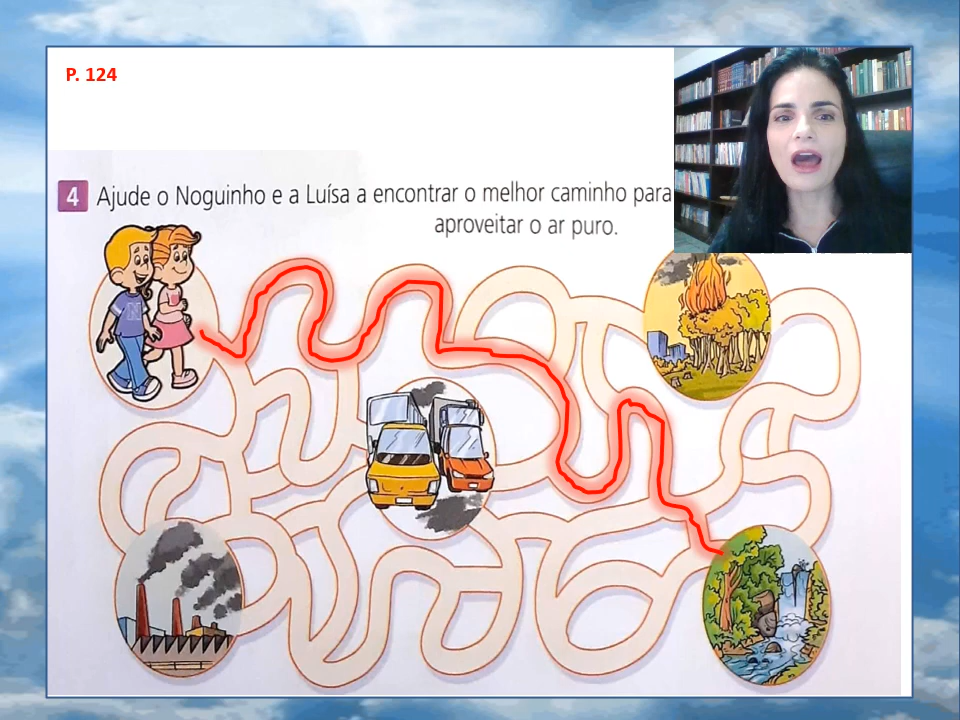 P. 124
4 Ajude o Noguinho e a Luísa a encontrar o melhor caminho para
aproveitar o ar puro.
N